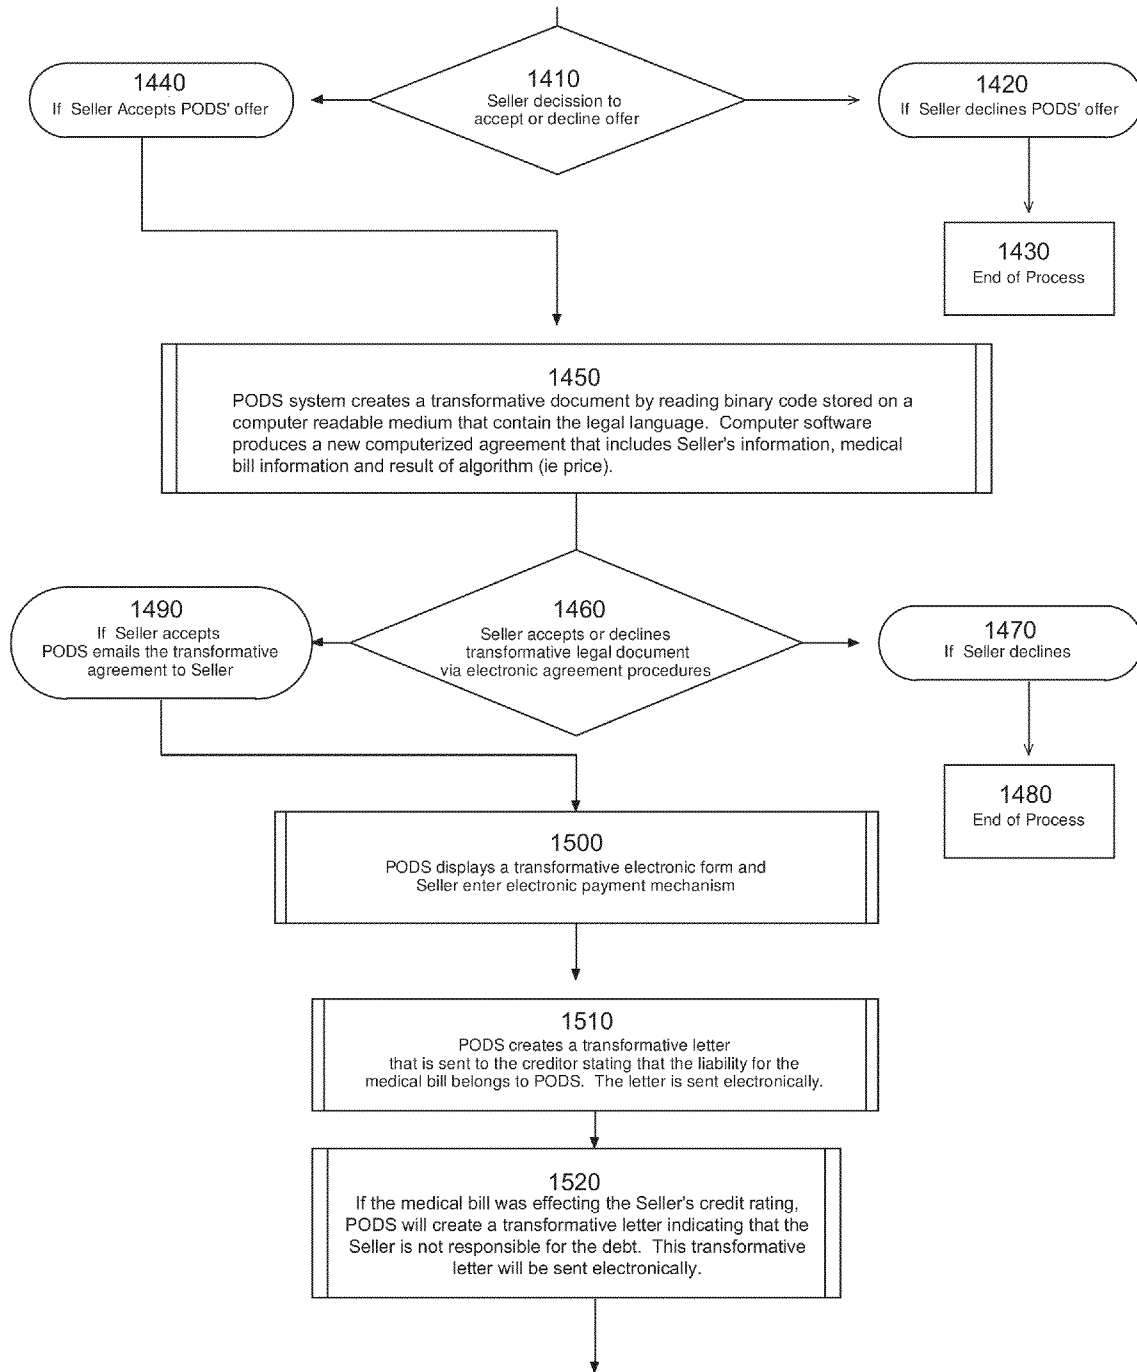 1410
Seller decission to
accept or decline offer
1440
If Seller Accepts PODS' offer
1420
If Seller declines PODS' offer
1430
End of Process
1450
PODS system creates a transformative document by reading binary code stored on a
computer readable medium that contain the legal language. Computer software
produces a new computerized agreement that includes Seller's information, medical
bill information and result of algorithm (ie price).
1460
Seller accepts or declines
transformative legal document
via electronic agreement procedures
1490
If Seller accepts
PODS emails the transformative
agreement to Seller
1470
If Seller declines
1480
End of Process
1500
PODS displays a transformative electronic form and
Seller enter electronic payment mechanism
1510
PODS creates a transformative letter
that is sent to the creditor stating that the liability for the
medical bill belongs to PODS. The letter is sent electronically.
1520
If the medical bill was effecting the Seller's credit rating,
PODS will create a transformative letter indicating that the
Seller is not responsible for the debt. This transformative
letter will be sent electronically.